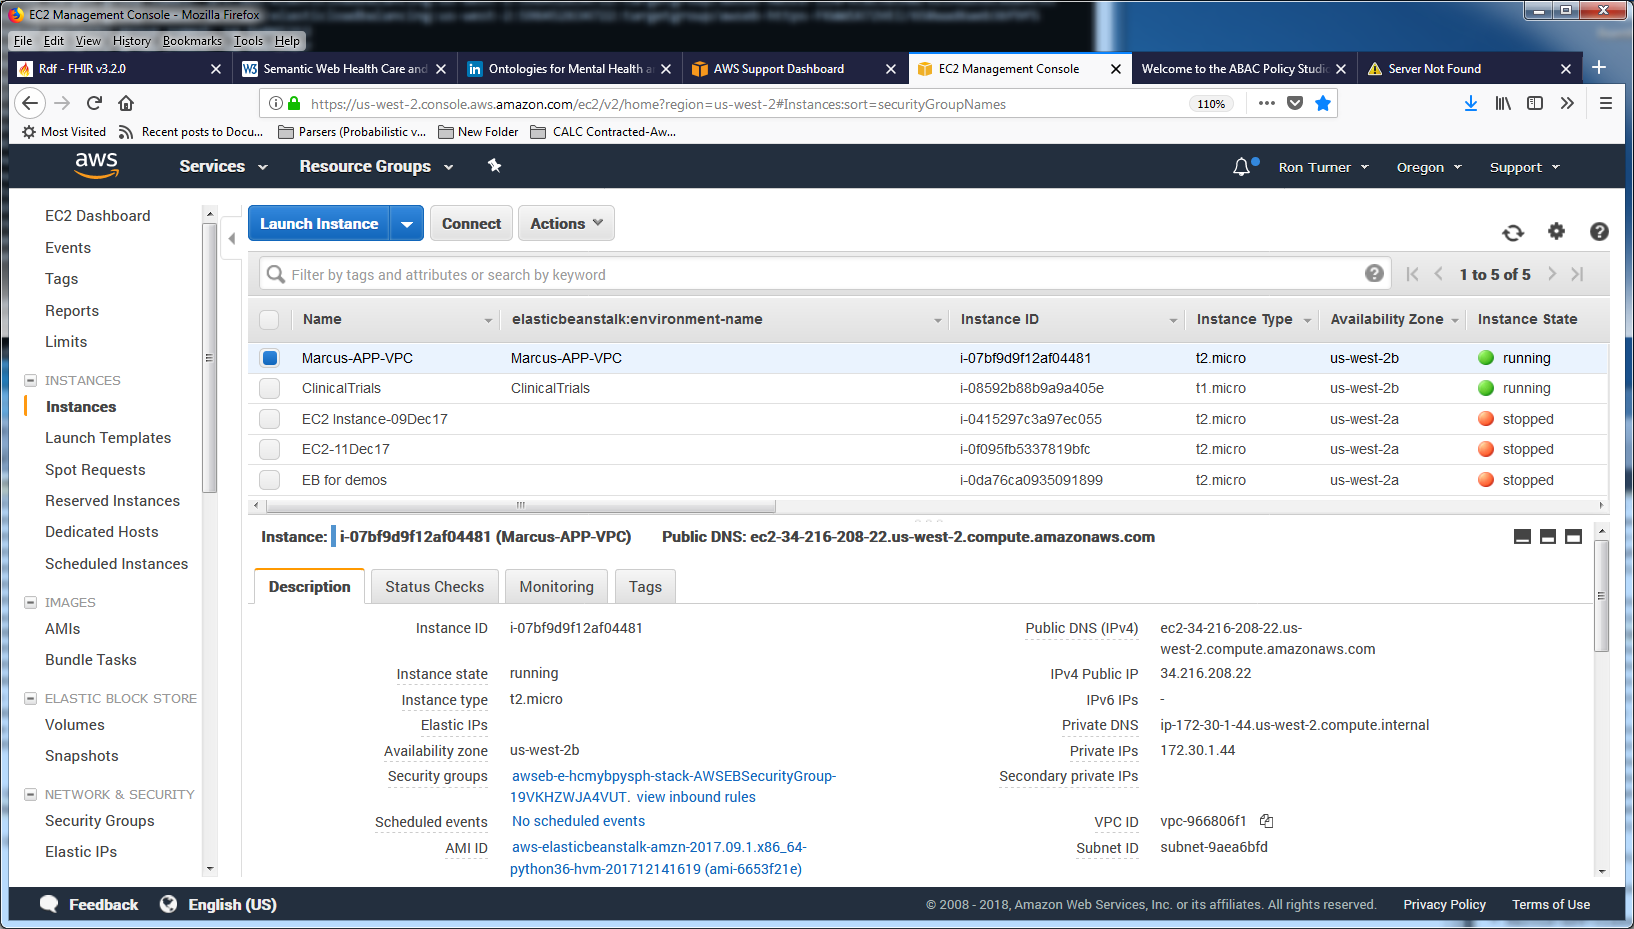 EC2 Management Console - Mozilla Firefox
File Edit View History Bookmarks Tools Help
Rdf - FHIR v3.2.0
Semantic Web Health Care and
Ontologies for Mental Health a
AWS Support Dashboard
EC2 Management Console
Welcome to the ABAC Policy Studio
Server Not Found
https://us-west-2.console.aws.amazon.com/ec2/v2/home?region=us-west-2#Instances:sort=securityGroupNames 110%
Most Visited Recent posts to Docu... Parsers (Probabilistic v... New Folder CALC Contracted-Aw...
aws Services Resource Groups Ron Turner Oregon Support
EC2 Dashboard
Events
Tags
Reports
Limits
INSTANCES
Instances
Launch Templates
Spot Requests
Reserved Instances
Dedicated Hosts
Scheduled Instances
IMAGES
AMIs
Bundle Tasks
ELASTIC BLOCK STORE
Volumes
Snapshots
NETWORK & SECURITY
Security Groups
Elastic IPs
Launch Instance Connect Actions
Filter by tags and attributes or search by keyword 1 to 5 of 5
Name elasticbeanstalk:environment-name Instance ID Instance Type Availability Zone Instance State
Marcus-APP-VPC Marcus-APP-VPC i-07bf9d9f12af04481 t2.micro us-west-2b running
ClinicalTrials ClinicalTrials i-08592b88b9a9a405e t1.micro us-west-2b running
EC2 Instance-09Dec17 i-0415297c3a97ec055 t2.micro us-west-2a stopped
EC2-11Dec17 i-0f095fb5337819bfc t2.micro us-west-2a stopped
EB for demos i-0da76ca0935091899 t2.micro us-west-2a stopped
Instance: i-07bf9d9f12af04481 (Marcus-APP-VPC) Public DNS: ec2-34-216-208-22.us-west-2.compute.amazonaws.com
Description Status Checks Monitoring Tags
Instance ID i-07bf9d9f12af04481
Instance state running
Instance type t2.micro
Elastic IPs
Availability zone us-west-2b
Security groups awseb-e-hcmybpysph-stack-AWSEBSecurityGroup-
19VKHZWJA4VUT. view inbound rules
Scheduled events No scheduled events
AMI ID aws-elasticbeanstalk-amzn-2017.09.1.x86_64-
python36-hvm-201712141619 (ami-6653f21e)
Public DNS (IPv4) ec2-34-216-208-22.us-
west-2.compute.amazonaws.com
IPv4 Public IP 34.216.208.22
IPv6 IPs -
Private DNS ip-172-30-1-44.us-west-2.compute.internal
Private IPs 172.30.1.44
Secondary private IPs
VPC ID vpc-966806f1
Subnet ID subnet-9aea6bfd
Feedback English (US) © 2008 - 2018, Amazon Web Services, Inc. or its affiliates. All rights reserved. Privacy Policy Terms of Use